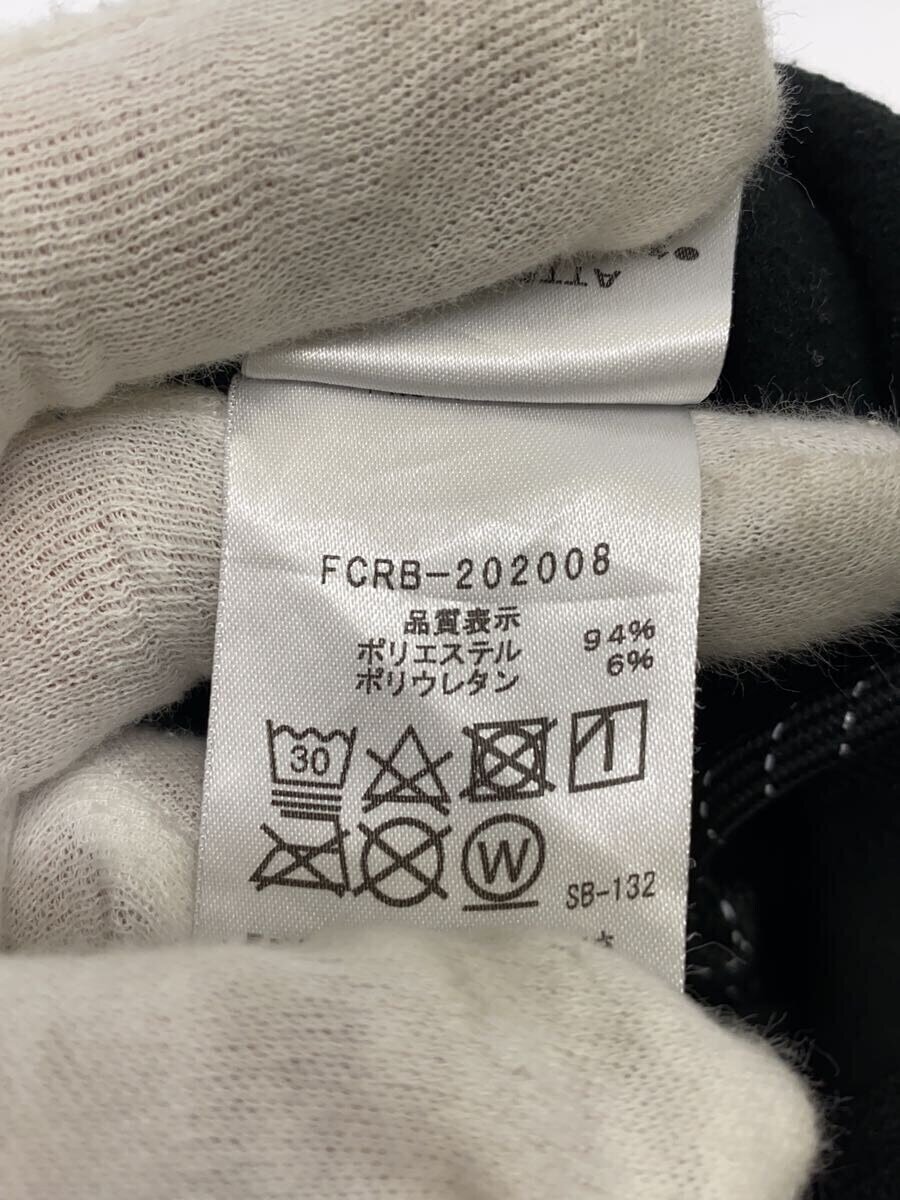 FCRB-202008
品質表示
ポリエステル 94%
ポリウレタン 6%
30
W
SB-132